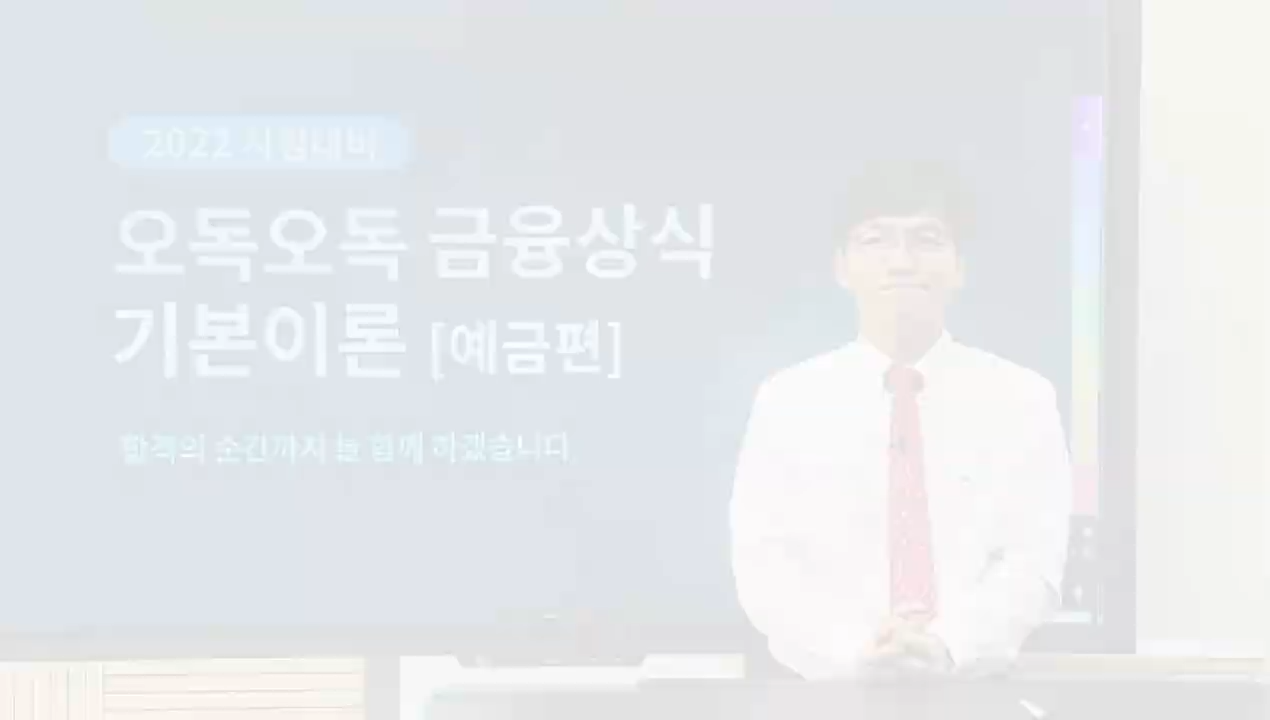 2022 시험대비
오독오독 금융상식
기본이론 [예금편]
합격의 순간까지 늘 함께 하겠습니다.